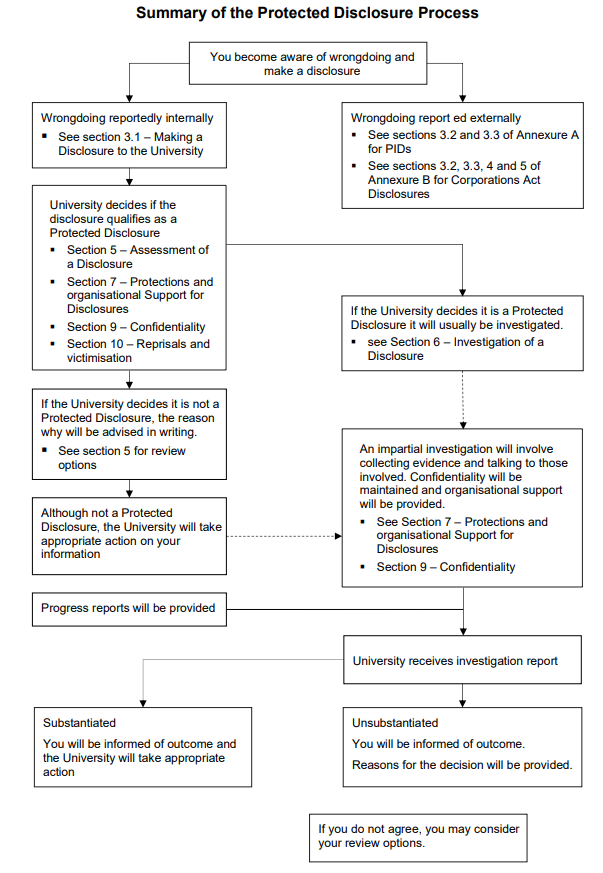 Summary of the Protected Disclosure Process
You become aware of wrongdoing and
make a disclosure
Wrongdoing reportedly internally
▪ See section 3.1 – Making a
Disclosure to the University
Wrongdoing report ed externally
▪ See sections 3.2 and 3.3 of Annexure A
for PIDs
▪ See sections 3.2, 3.3, 4 and 5 of
Annexure B for Corporations Act
Disclosures
University decides if the
disclosure qualifies as a
Protected Disclosure
▪ Section 5 – Assessment of
a Disclosure
▪ Section 7 – Protections and
organisational Support for
Disclosures
▪ Section 9 – Confidentiality
▪ Section 10 – Reprisals and
victimisation
If the University decides it is a Protected
Disclosure it will usually be investigated.
▪ see Section 6 – Investigation of a
Disclosure
If the University decides it is not a
Protected Disclosure, the reason
why will be advised in writing.
▪ See section 5 for review
options
An impartial investigation will involve
collecting evidence and talking to those
involved. Confidentiality will be
maintained and organisational support
will be provided.
▪ See Section 7 – Protections and
organisational Support for
Disclosures
▪ Section 9 – Confidentiality
Although not a Protected
Disclosure, the University will take
appropriate action on your
information
Progress reports will be provided
University receives investigation report
Substantiated
You will be informed of outcome and
the University will take appropriate
action
Unsubstantiated
You will be informed of outcome.
Reasons for the decision will be provided.
If you do not agree, you may consider
your review options.